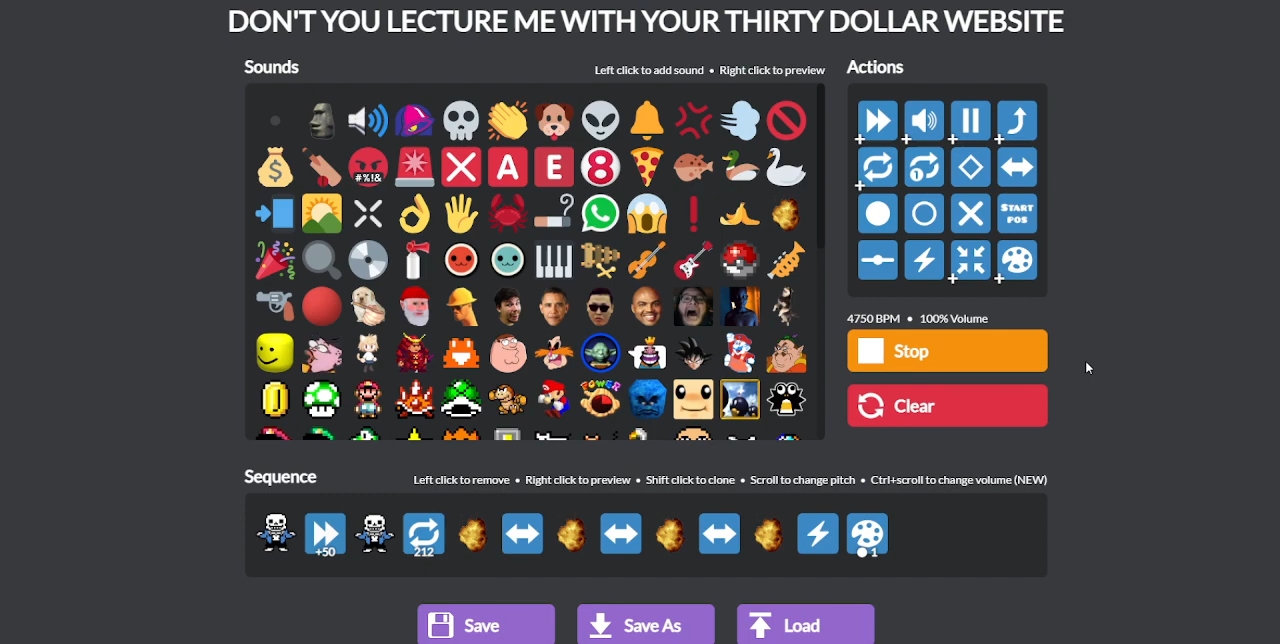 DON'T YOU LECTURE ME WITH YOUR THIRTY DOLLAR WEBSITE
Sounds
Left click to add sound • Right click to preview
Actions
#%!&
A
E
8
1
START
POS
POWER
4750 BPM • 100% Volume
Stop
Clear
Sequence
Left click to remove • Right click to preview • Shift click to clone • Scroll to change pitch • Ctrl+scroll to change volume (NEW)
+50
212
1
Save
Save As
Load